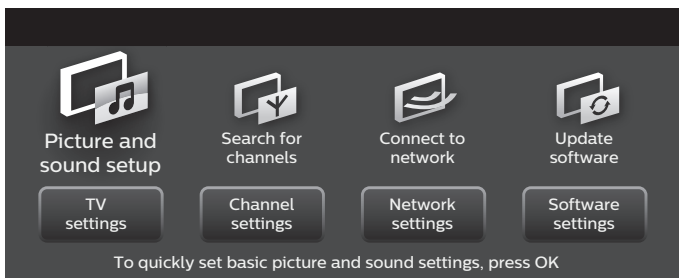 Picture and
sound setup
Search for
channels
Connect to
network
Update
software
TV
settings
Channel
settings
Network
settings
Software
settings
To quickly set basic picture and sound settings, press OK